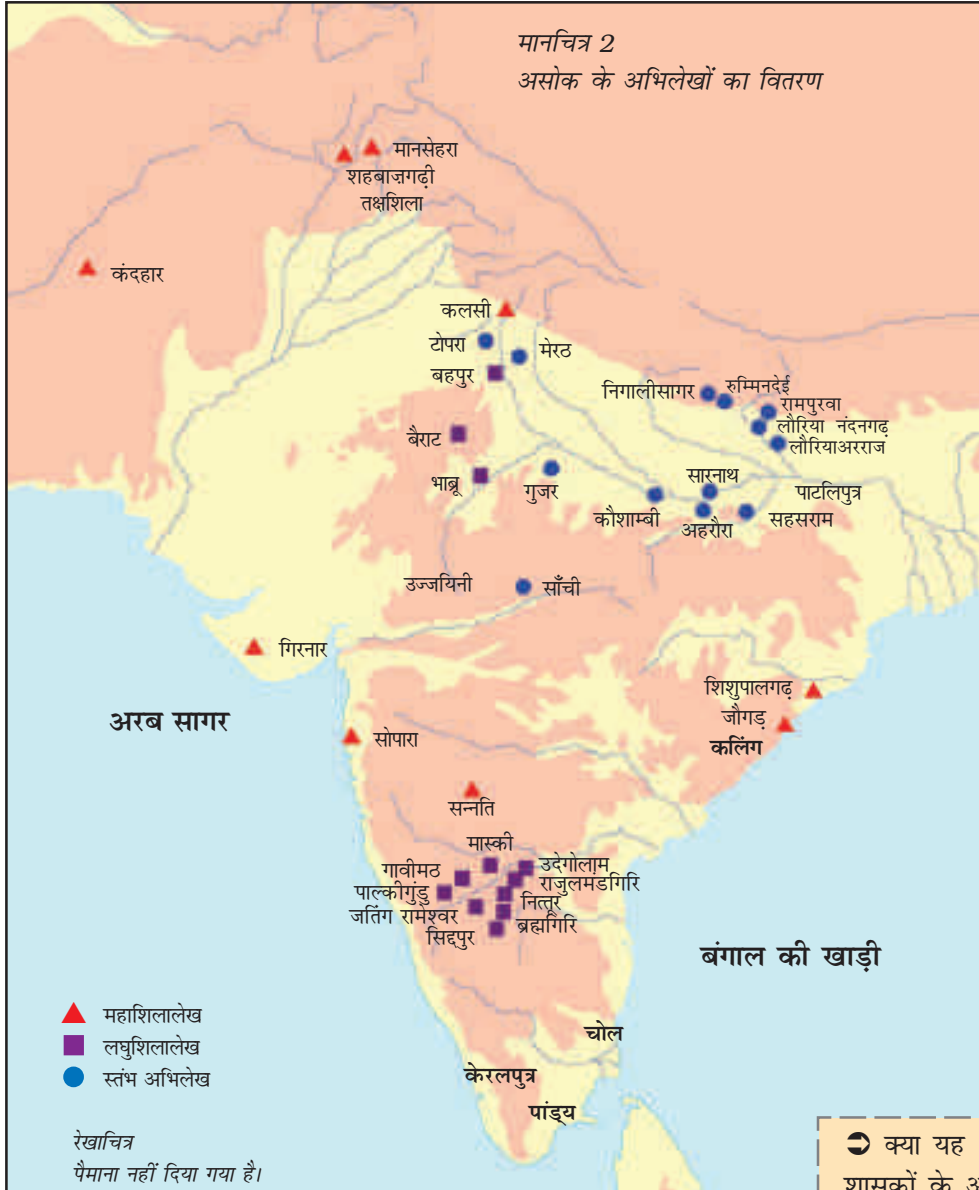 मानचित्र 2
असोक के अभिलेखों का वितरण
मानसेहरा
शहबाज़गढ़ी
तक्षशिला
कंदहार
कलसी
टोपरा
मेरठ
बहपुर
निगालीसागर
रुम्मिनदेई
रामपुरवा
लौरिया नंदनगढ़
लौरियाअरराज
बैराट
भाब्रू
गुजर
सारनाथ
पाटलिपुत्र
कौशाम्बी
अहरौरा
सहसराम
उज्जयिनी
साँची
गिरनार
शिशुपालगढ़
जौगड़
कलिंग
अरब सागर
सोपारा
सन्नति
मास्की
उदेगोलाम
गावीमठ
राजुलमंडगिरि
पाल्कीगुंडु
नित्तूर
जतिंग रामेश्वर
ब्रह्मगिरि
सिद्दपुर
बंगाल की खाड़ी
महाशिलालेख
लघुशिलालेख
स्तंभ अभिलेख
चोल
केरलपुत्र
पांड्य
रेखाचित्र
पैमाना नहीं दिया गया है।
➲ क्या यह
शासकों के अ